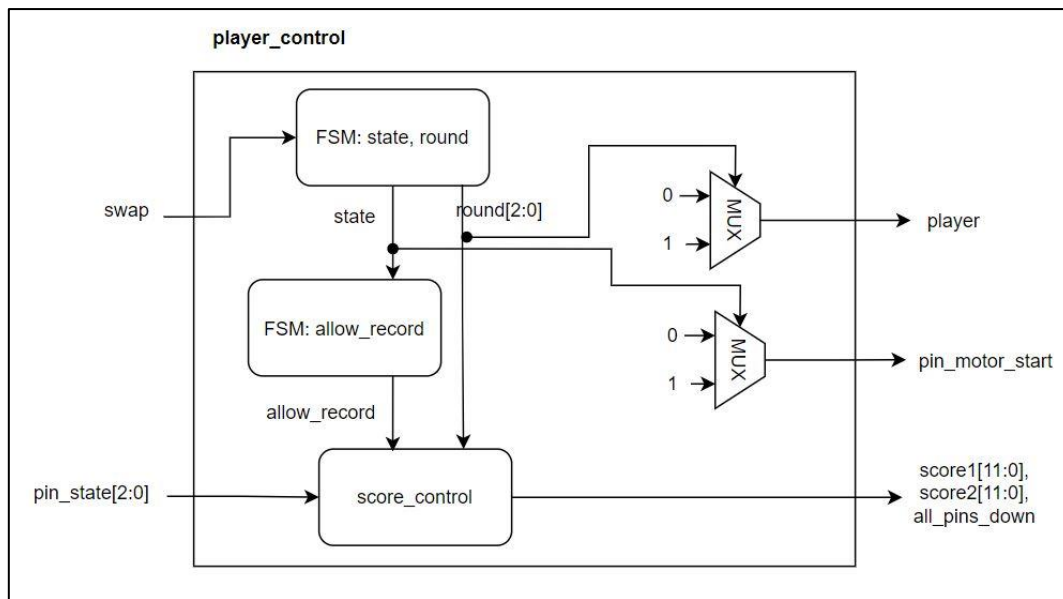 player_control
FSM: state, round
swap
state
round[2:0]
0
MUX
1
player
FSM: allow_record
0
MUX
1
pin_motor_start
allow_record
pin_state[2:0]
score_control
score1[11:0],
score2[11:0],
all_pins_down